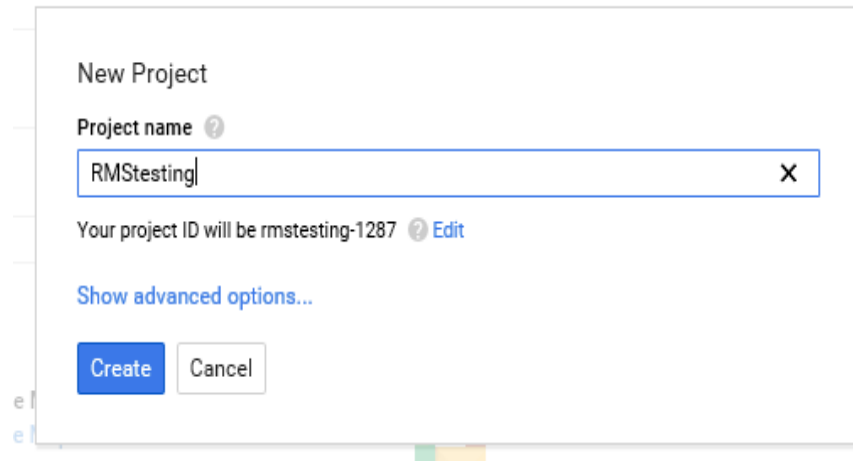 New Project
Project name ?
RMStesting
Your project ID will be rmstesting-1287 ? Edit
Show advanced options...
Create Cancel
e
e